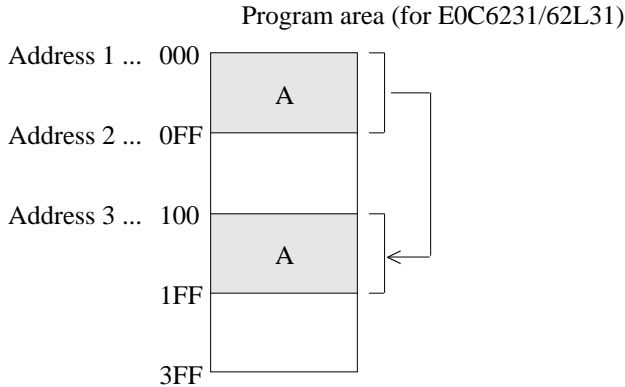 Program area (for E0C6231/62L31)
Address 1 ... 000
A
Address 2 ... 0FF
Address 3 ... 100
A
1FF
3FF